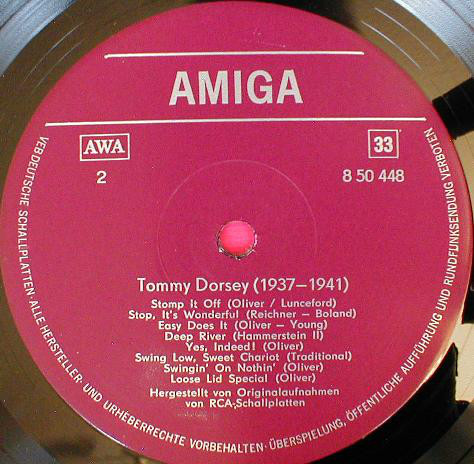 AMIGA
AWA
33
2
8 50 448
Tommy Dorsey (1937–1941)
Stomp It Off (Oliver / Lunceford)
Stop, It's Wonderful (Reichner – Boland)
Easy Does It (Oliver – Young)
Deep River (Hammerstein II)
Yes, Indeed! (Oliver)
Swing Low, Sweet Chariot (Traditional)
Swingin' On Nothin' (Oliver)
Loose Lid Special (Oliver)
Hergestellt von Originalaufnahmen
von RCA-Schallplatten
VEB DEUTSCHE SCHALLPLATTEN · ALLE HERSTELLER- UND URHEBERRECHTE VORBEHALTEN · ÜBERSPIELUNG, ÖFFENTLICHE AUFFÜHRUNG UND RUNDFUNKSENDUNG VERBOTEN